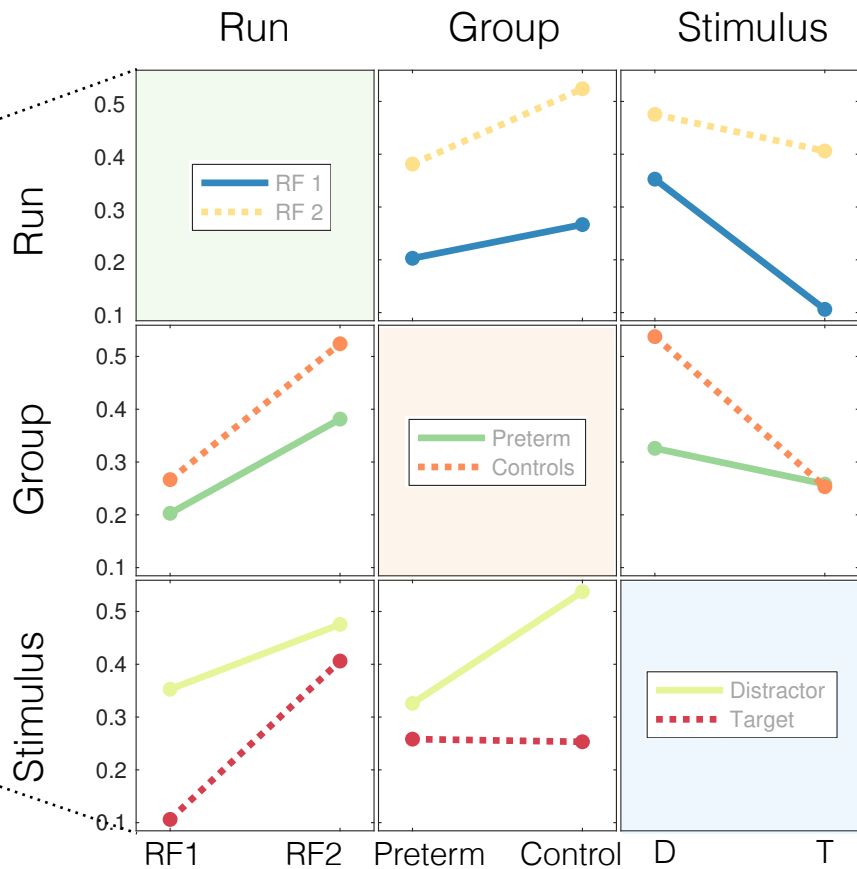 Run Group Stimulus
Run
0.5
0.4
0.3
0.2
0.1
RF 1
RF 2
Group
0.5
0.4
0.3
0.2
0.1
Preterm
Controls
Stimulus
0.5
0.4
0.3
0.2
0.1
Distractor
Target
RF1 RF2 Preterm Control D T